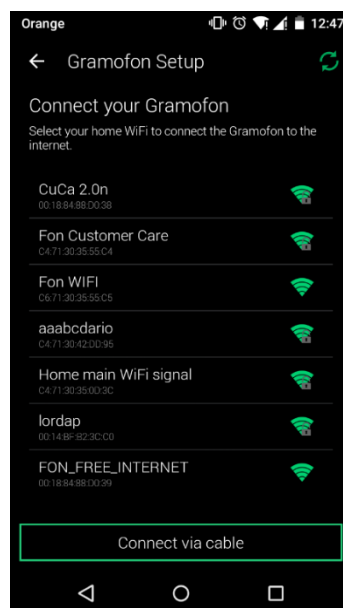 Orange 12:47
Gramofon Setup
Connect your Gramofon
Select your home WiFi to connect the Gramofon to the
internet.
CuCa 2.0n
00:18:84:88:D0:38
Fon Customer Care
C4:71:30:35:55:C4
Fon WIFI
C6:71:30:35:55:C5
aaabcdario
C4:71:30:42:DD:95
Home main WiFi signal
C4:71:30:35:0D:3C
lordap
00:14:BF:B2:3C:C0
FON_FREE_INTERNET
00:18:84:88:D0:39
Connect via cable